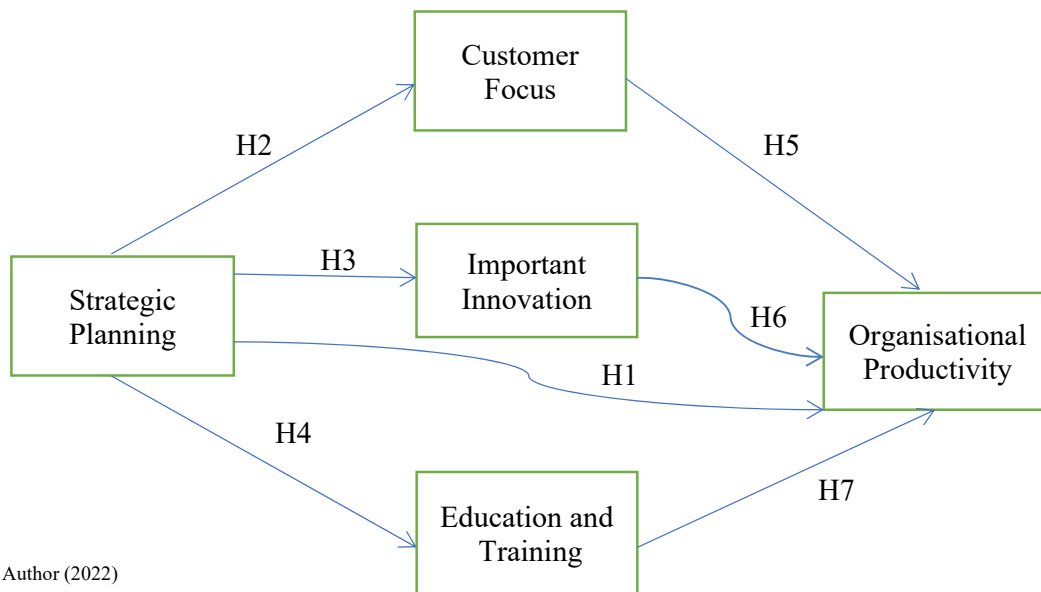 Customer
Focus
H2
H5
H3
Important
Innovation
Strategic
Planning
H6
Organisational
Productivity
H1
H4
Education and
Training
H7
Author (2022)